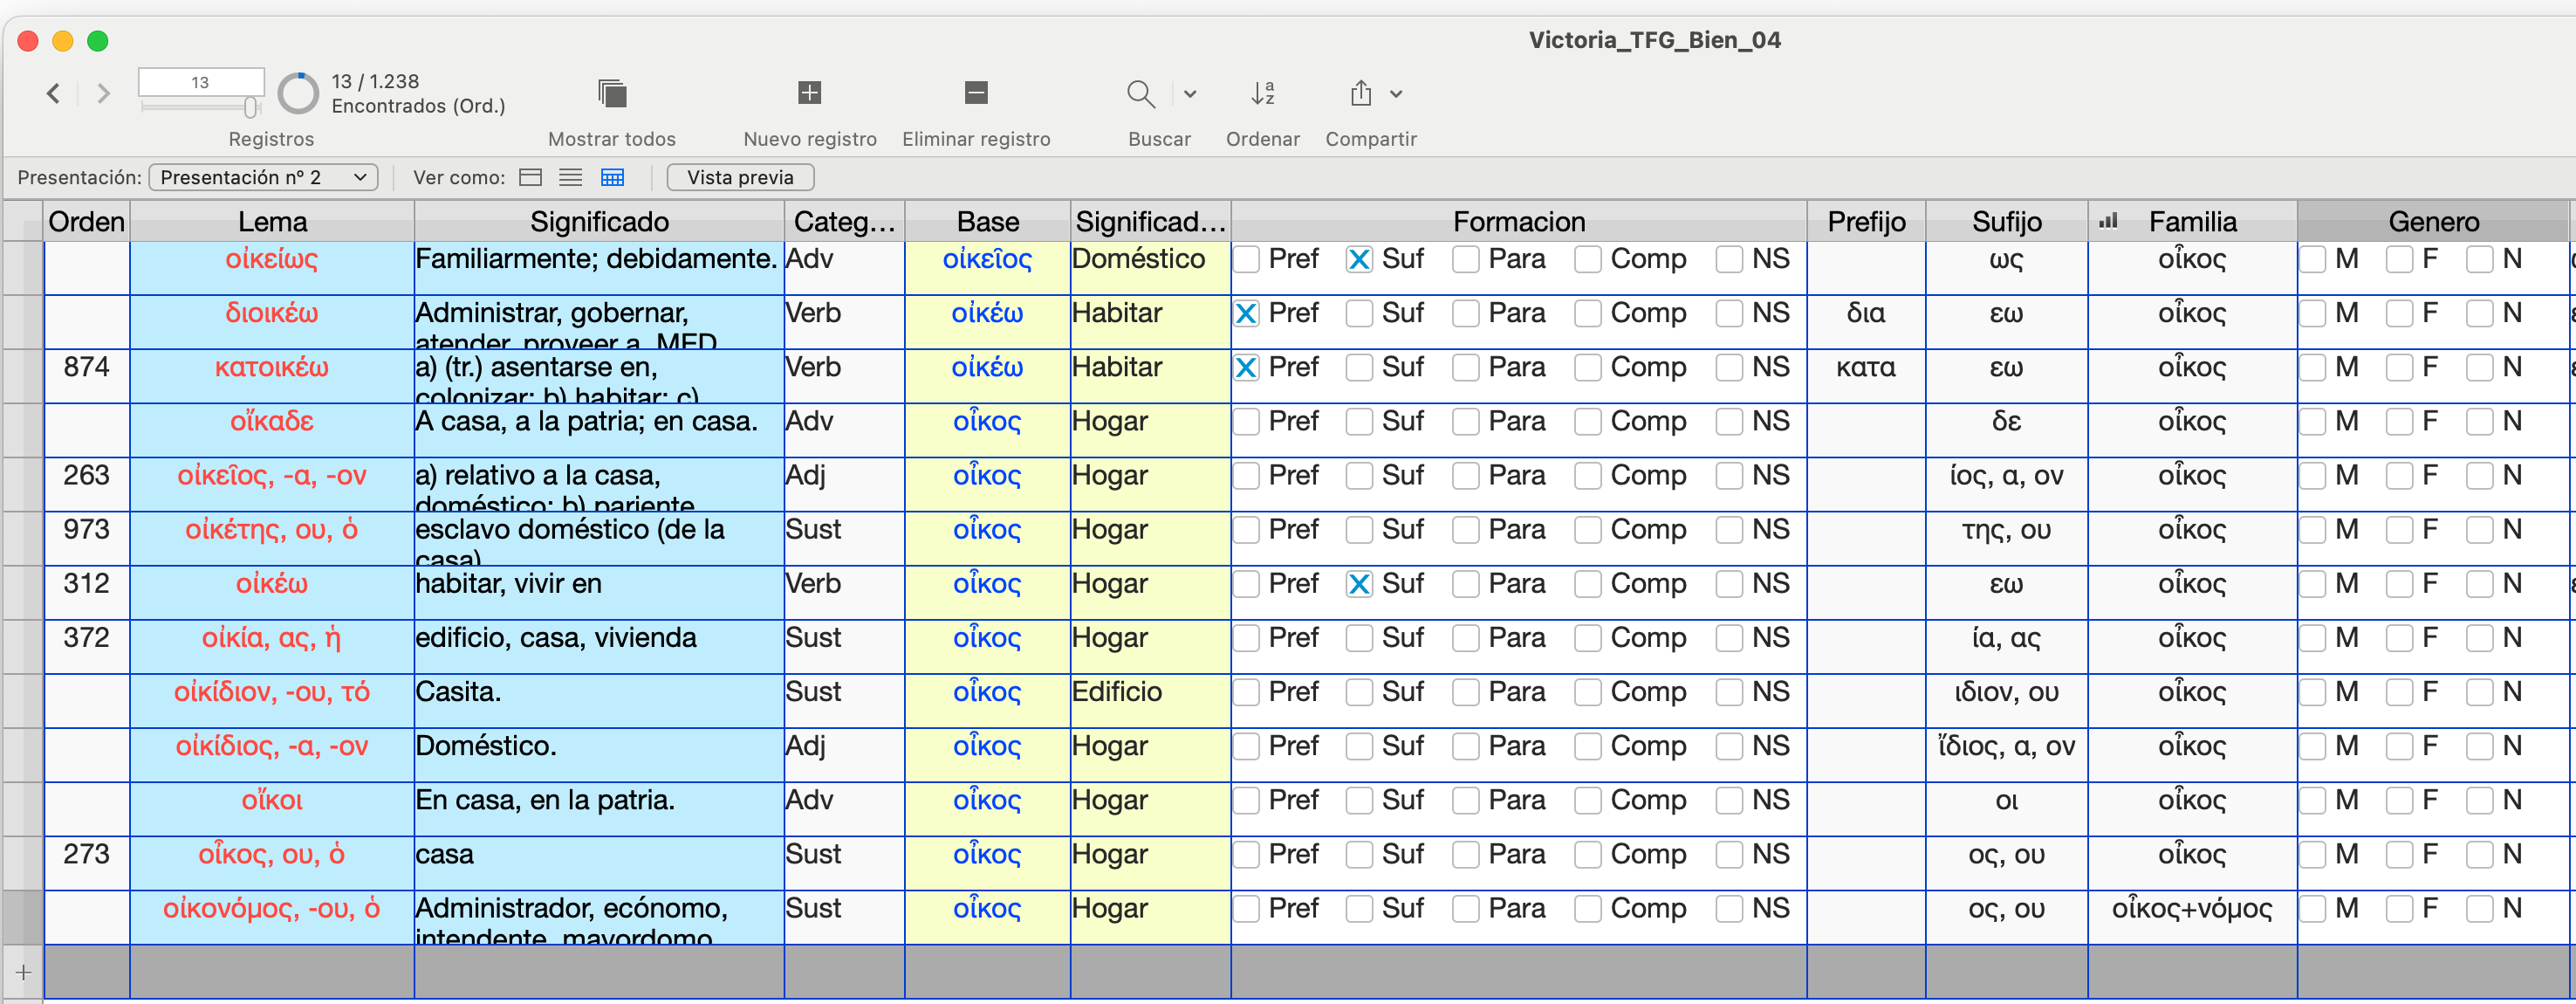 Victoria_TFG_Bien_04
13
13 / 1.238
Encontrados (Ord.)
Registros
Mostrar todos
Nuevo registro
Eliminar registro
Buscar
Ordenar
Compartir
Presentación: Presentación nº 2 Ver como: Vista previa
Orden Lema Significado Categ... Base Significad... Formacion Prefijo Sufijo Familia Genero
οἰκείως Familiarmente; debidamente. Adv οἰκεῖος Doméstico Pref Suf Para Comp NS ως οἶκος M F N
διοικέω Administrar, gobernar, Verb οἰκέω Habitar Pref Suf Para Comp NS δια εω οἶκος M F N
atender, proveer a. MED
874 κατοικέω a) (tr.) asentarse en, Verb οἰκέω Habitar Pref Suf Para Comp NS κατα εω οἶκος M F N
colonizar; b) habitar; c)
οἴκαδε A casa, a la patria; en casa. Adv οἶκος Hogar Pref Suf Para Comp NS δε οἶκος M F N
263 οἰκεῖος, -α, -ον a) relativo a la casa, Adj οἶκος Hogar Pref Suf Para Comp NS ίος, α, ον οἶκος M F N
doméstico; b) pariente
973 οἰκέτης, ου, ὁ esclavo doméstico (de la Sust οἶκος Hogar Pref Suf Para Comp NS της, ου οἶκος M F N
casa)
312 οἰκέω habitar, vivir en Verb οἶκος Hogar Pref Suf Para Comp NS εω οἶκος M F N
372 οἰκία, ας, ἡ edificio, casa, vivienda Sust οἶκος Hogar Pref Suf Para Comp NS ία, ας οἶκος M F N
οἰκίδιον, -ου, τό Casita. Sust οἶκος Edificio Pref Suf Para Comp NS ιδιον, ου οἶκος M F N
οἰκίδιος, -α, -ον Doméstico. Adj οἶκος Hogar Pref Suf Para Comp NS ἴδιος, α, ον οἶκος M F N
οἴκοι En casa, en la patria. Adv οἶκος Hogar Pref Suf Para Comp NS οι οἶκος M F N
273 οἶκος, ου, ὁ casa Sust οἶκος Hogar Pref Suf Para Comp NS ος, ου οἶκος M F N
οἰκονόμος, -ου, ὁ Administrador, ecónomo, Sust οἶκος Hogar Pref Suf Para Comp NS ος, ου οἶκος+νόμος M F N
intendente, mayordomo